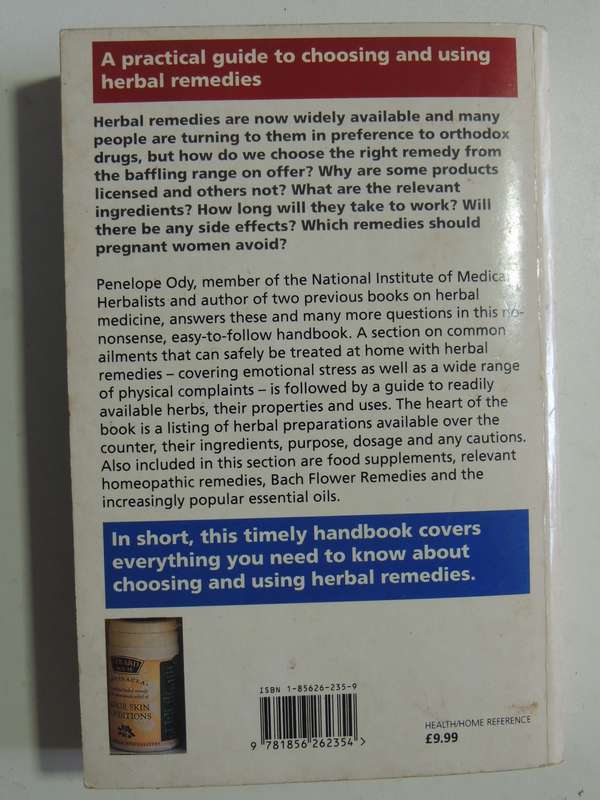 A practical guide to choosing and using
herbal remedies
Herbal remedies are now widely available and many
people are turning to them in preference to orthodox
drugs, but how do we choose the right remedy from
the baffling range on offer? Why are some products
licensed and others not? What are the relevant
ingredients? How long will they take to work? Will
there be any side effects? Which remedies should
pregnant women avoid?
Penelope Ody, member of the National Institute of Medical
Herbalists and author of two previous books on herbal
medicine, answers these and many more questions in this no-
nonsense, easy-to-follow handbook. A section on common
ailments that can safely be treated at home with herbal
remedies – covering emotional stress as well as a wide range
of physical complaints – is followed by a guide to readily
available herbs, their properties and uses. The heart of the
book is a listing of herbal preparations available over the
counter, their ingredients, purpose, dosage and any cautions.
Also included in this section are food supplements, relevant
homeopathic remedies, Bach Flower Remedies and the
increasingly popular essential oils.
In short, this timely handbook covers
everything you need to know about
choosing and using herbal remedies.
SKIN
ISBN 1-85626-235-9
9 781856 262354 >
HEALTH/HOME REFERENCE
£9.99